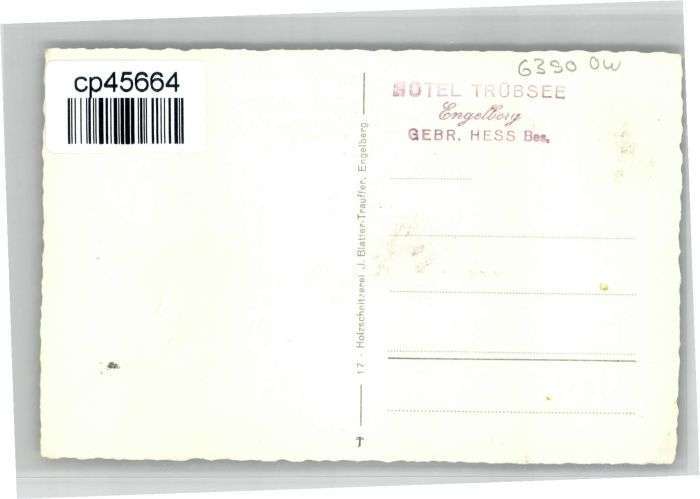 cp45664
6390 OW
HOTEL TRÜBSEE
Engelberg
GEBR. HESS Bes.
17 - Holzschnitzerei J. Blatter-Trauffer, Engelberg